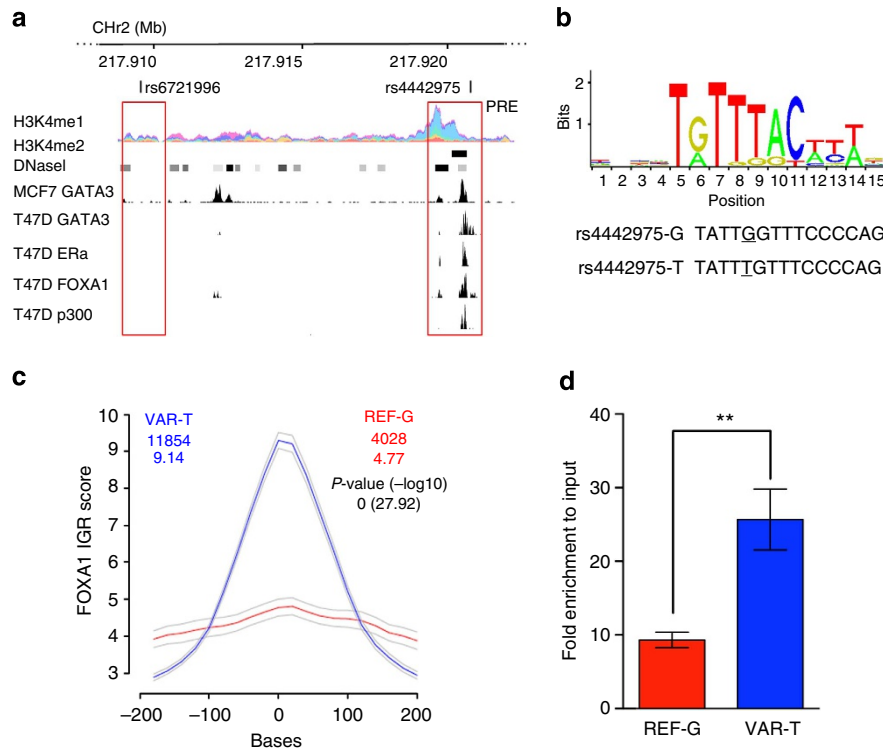 a
CHr2 (Mb)
217.910 217.915 217.920
rs6721996 rs4442975
PRE
H3K4me1
H3K4me2
DNaseI
MCF7 GATA3
T47D GATA3
T47D ERa
T47D FOXA1
T47D p300
b
Bits
2
1
T
G A
T
T
T
A
C
T A
T C
T A
1 2 3 4 5 6 7 8 9 10 11 12 13 14 15
Position
rs4442975-G TATTGGTTTCCCCAG
rs4442975-T TATTTGTTTCCCCAG
c
FOXA1 IGR score
10
9
8
7
6
5
4
3
VAR-T
11854
9.14
REF-G
4028
4.77
P-value (–log10)
0 (27.92)
–200 –100 0 100 200
Bases
d
Fold enrichment to input
40
30
20
10
0
**
REF-G VAR-T